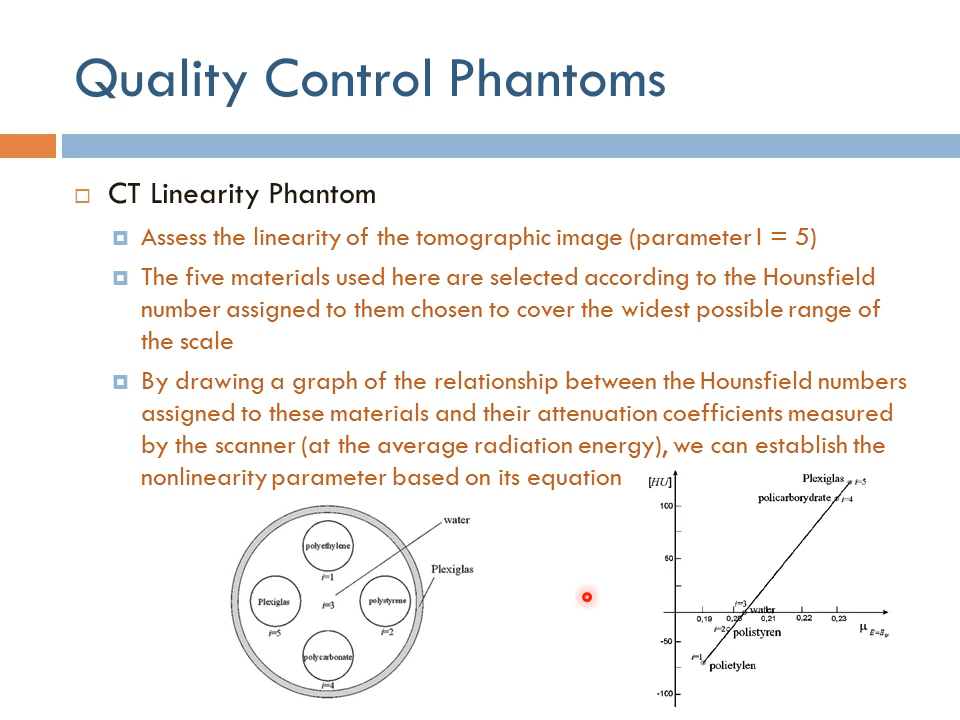 Quality Control Phantoms
CT Linearity Phantom
Assess the linearity of the tomographic image (parameter I = 5)
The five materials used here are selected according to the Hounsfield
number assigned to them chosen to cover the widest possible range of
the scale
By drawing a graph of the relationship between the Hounsfield numbers
assigned to these materials and their attenuation coefficients measured
by the scanner (at the average radiation energy), we can establish the
nonlinearity parameter based on its equation
polyethylene
i=1
water
Plexiglas
Plexiglas
i=5
i=3
polystyrene
i=2
polycarbonate
i=4
[HU]
Plexiglas
i=5
policarborydrate
i=4
100
50
i=3
water
0,19
0,20
0,21
0,22
0,23
μ E=Eν
i=2
polistyren
-50
i=1
polietylen
-100